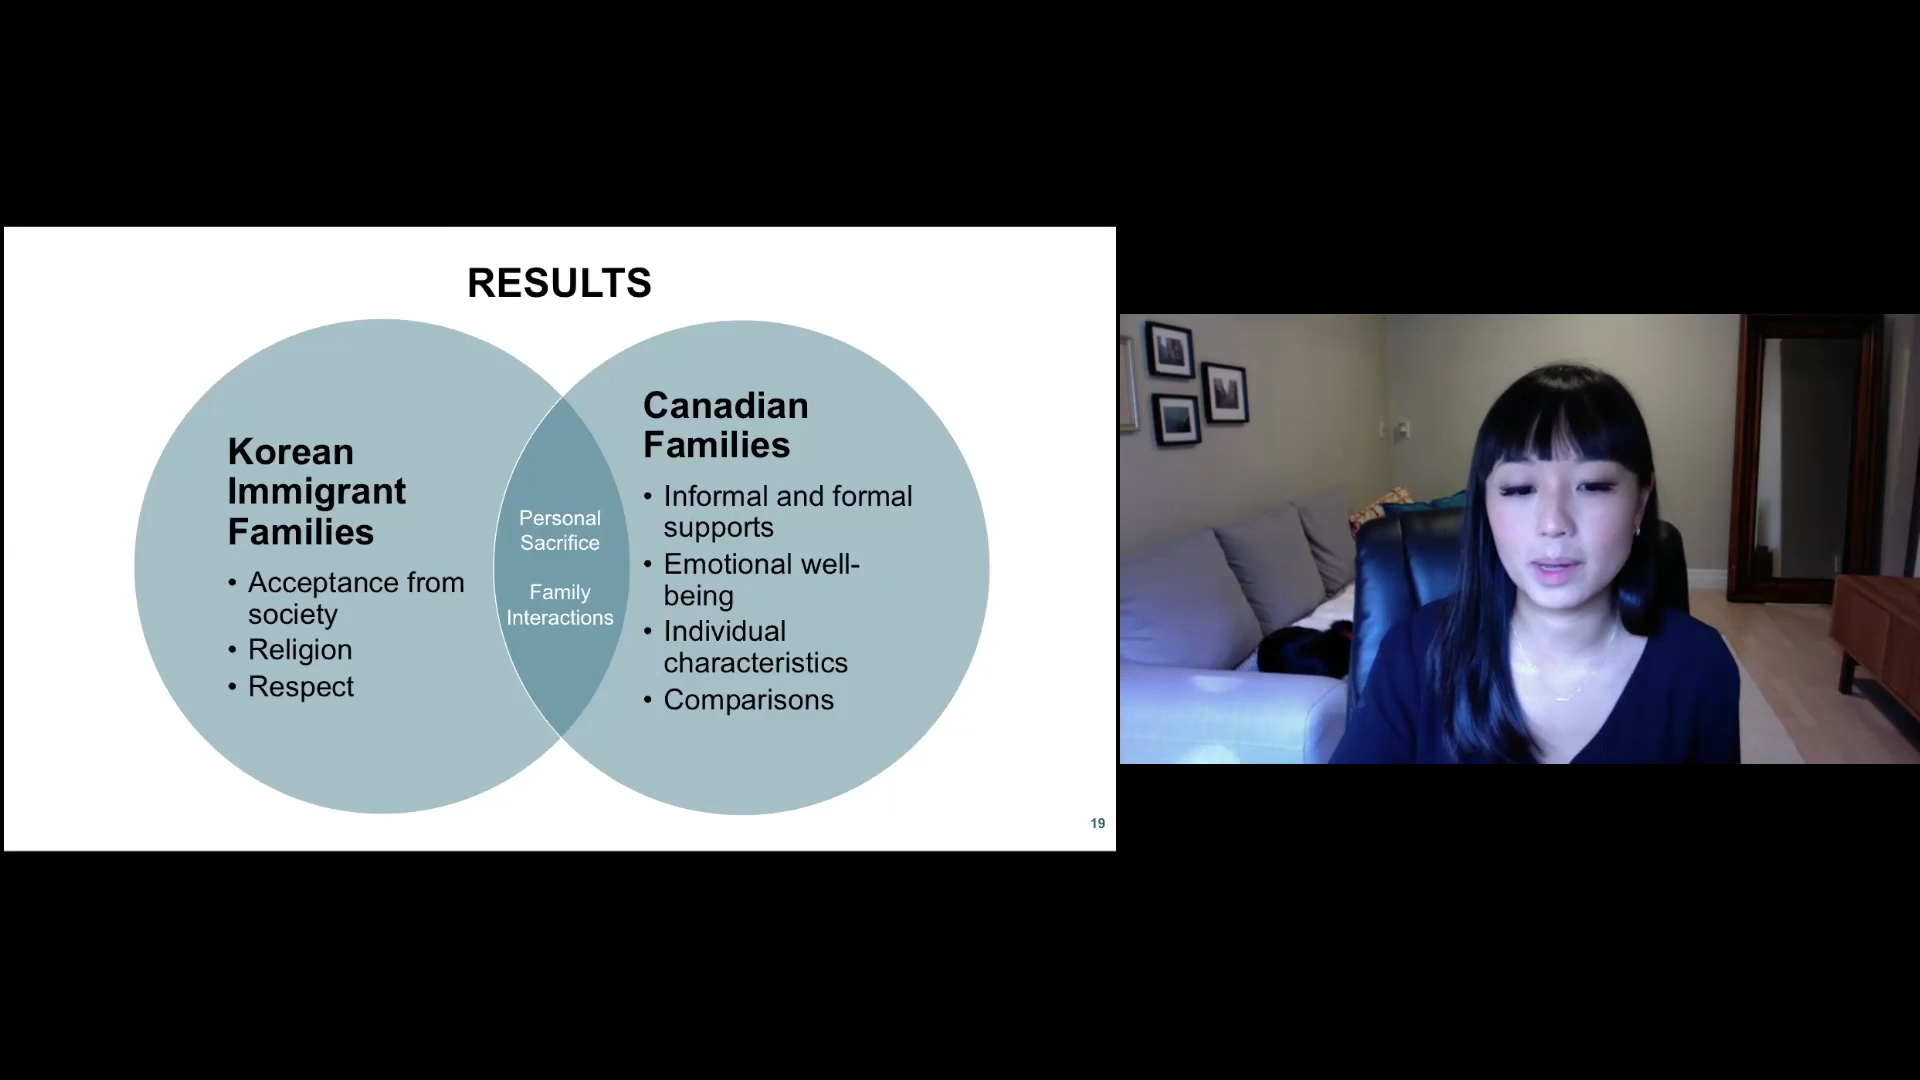 RESULTS
Korean
Immigrant
Families
• Acceptance from
society
• Religion
• Respect
Personal
Sacrifice
Family
Interactions
Canadian
Families
• Informal and formal
supports
• Emotional well-
being
• Individual
characteristics
• Comparisons
19